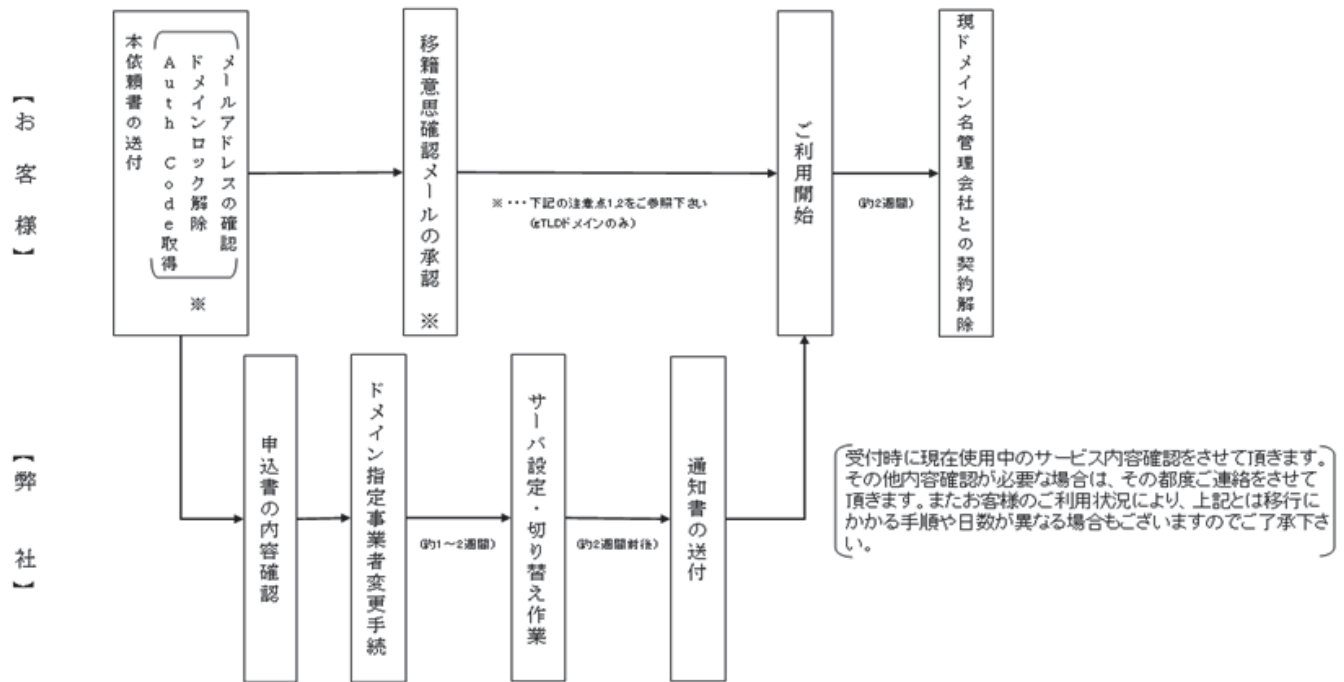 【お客様】
本依頼書の送付
メールアドレスの確認
ドメインロック解除
Auth Code取得
※
移籍意思確認メールの承認 ※
※・・・下記の注意点1,2をご参照下さい
(gTLDドメインのみ)
ご利用開始
(約2週間)
現ドメイン名管理会社との契約解除
【弊社】
申込書の内容確認
ドメイン指定事業者変更手続
(約1～2週間)
サーバ設定・切り替え作業
(約2週間前後)
通知書の送付
受付時に現在使用中のサービス内容確認をさせて頂きます。
その他内容確認が必要な場合は、その都度ご連絡をさせて
頂きます。またお客様のご利用状況により、上記とは移行に
かかる手順や日数が異なる場合もございますのでご了承下さ
い。